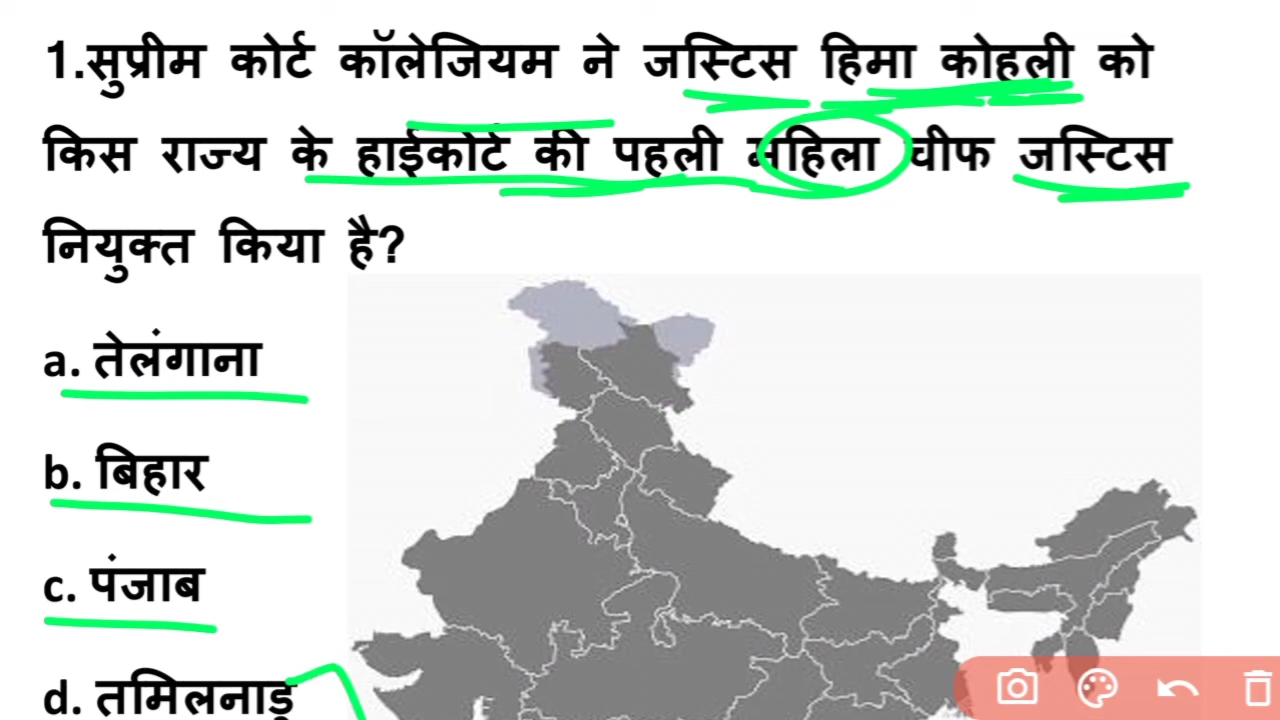 1.सुप्रीम कोर्ट कॉलेजियम ने जस्टिस हिमा कोहली को
किस राज्य के हाईकोर्ट की पहली महिला चीफ जस्टिस
नियुक्त किया है?
a. तेलंगाना
b. बिहार
c. पंजाब
d. तमिलनाडु